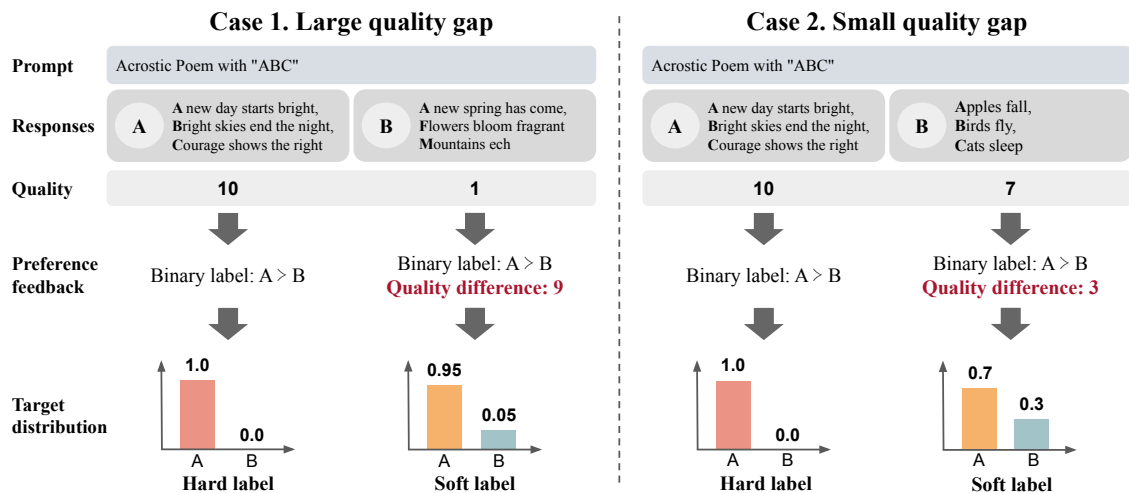 Case 1. Large quality gap
Case 2. Small quality gap
Prompt
Acrostic Poem with "ABC"
Acrostic Poem with "ABC"
Responses
A
A new day starts bright,
Bright skies end the night,
Courage shows the right
B
A new spring has come,
Flowers bloom fragrant
Mountains ech
A
A new day starts bright,
Bright skies end the night,
Courage shows the right
B
Apples fall,
Birds fly,
Cats sleep
Quality
10
1
10
7
Preference
feedback
Binary label: A > B
Binary label: A > B
Quality difference: 9
Binary label: A > B
Binary label: A > B
Quality difference: 3
Target
distribution
1.0
0.0
A
B
Hard label
0.95
0.05
A
B
Soft label
1.0
0.0
A
B
Hard label
0.7
0.3
A
B
Soft label